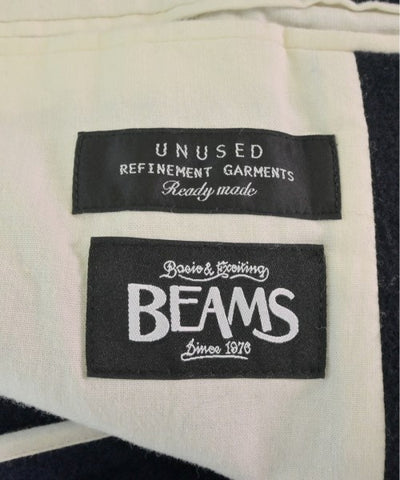 UNUSED
REFINEMENT GARMENTS
Ready made
Basic & Exciting
BEAMS
Since 1976